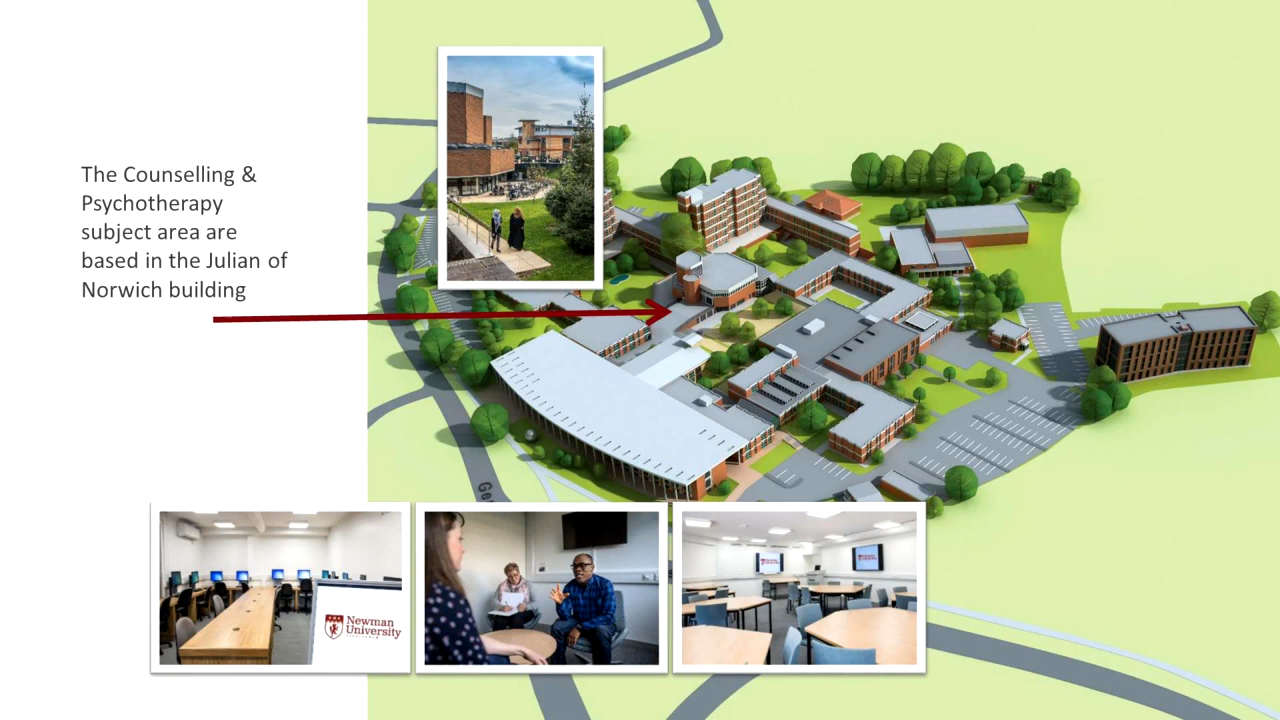 The Counselling &
Psychotherapy
subject area are
based in the Julian of
Norwich building
Newman
University